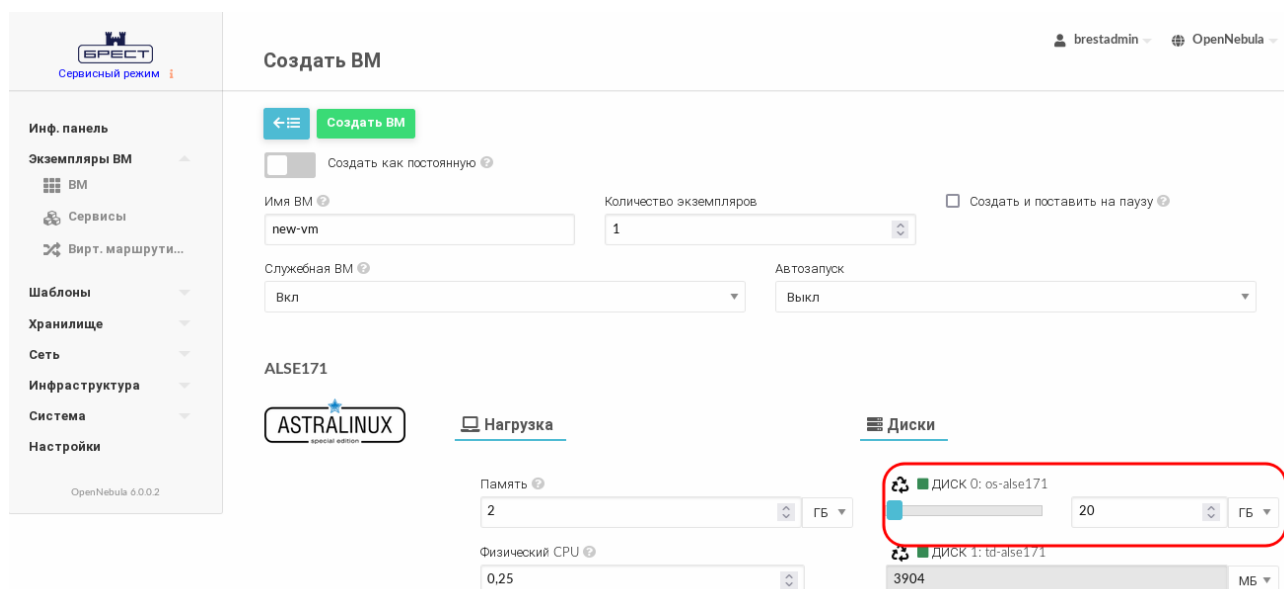 БРЕСТ
Сервисный режим i
Создать ВМ
brestadmin
OpenNebula
Инф. панель
Экземпляры ВМ
ВМ
Сервисы
Вирт. маршрути...
Шаблоны
Хранилище
Сеть
Инфраструктура
Система
Настройки
OpenNebula 6.0.0.2
Создать ВМ
Создать как постоянную ?
Имя ВМ ?
Количество экземпляров
Создать и поставить на паузу ?
new-vm
1
Служебная ВМ ?
Автозапуск
Вкл
Выкл
ALSE171
ASTRALINUX
special edition
Нагрузка
Диски
Память ?
ДИСК 0: os-alse171
2
ГБ
20
ГБ
Физический CPU ?
ДИСК 1: td-alse171
0,25
3904
МБ